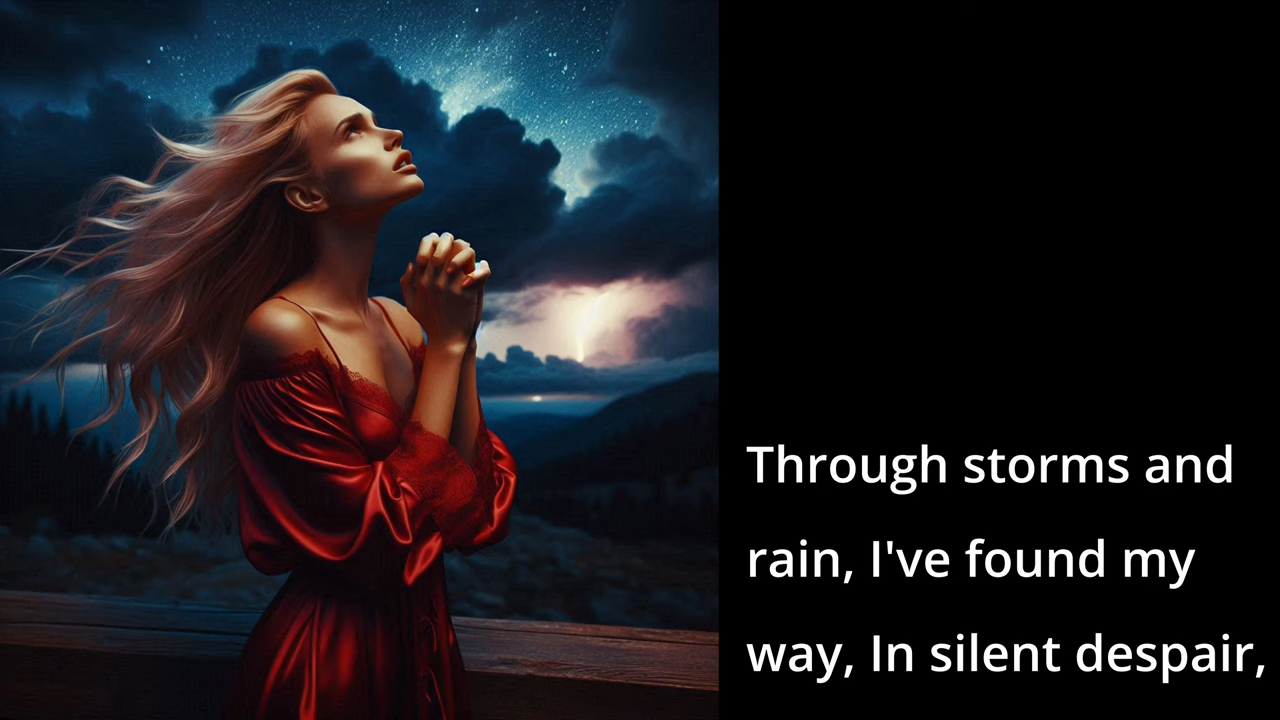 Through storms and
rain, I've found my
way, In silent despair,